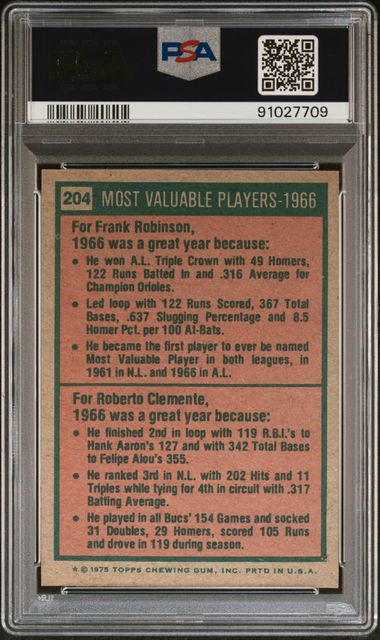 PSA
PSA
91027709
204 MOST VALUABLE PLAYERS-1966
For Frank Robinson,
1966 was a great year because:
• He won A.L. Triple Crown with 49 Homers,
122 Runs Batted In and .316 Average for
Champion Orioles.
• Led loop with 122 Runs Scored, 367 Total
Bases, .637 Slugging Percentage and 8.5
Homer Pct. per 100 At-Bats.
• He became the first player to ever be named
Most Valuable Player in both leagues, in
1961 in N.L. and 1966 in A.L.
For Roberto Clemente,
1966 was a great year because:
• He finished 2nd in loop with 119 R.B.I.'s to
Hank Aaron's 127 and with 342 Total Bases
to Felipe Alou's 355.
• He ranked 3rd in N.L. with 202 Hits and 11
Triples while tying for 4th in circuit with .317
Batting Average.
• He played in all Bucs' 154 Games and socked
31 Doubles, 29 Homers, scored 105 Runs
and drove in 119 during season.
★ © 1975 TOPPS CHEWING GUM, INC. PRTD IN U.S.A.